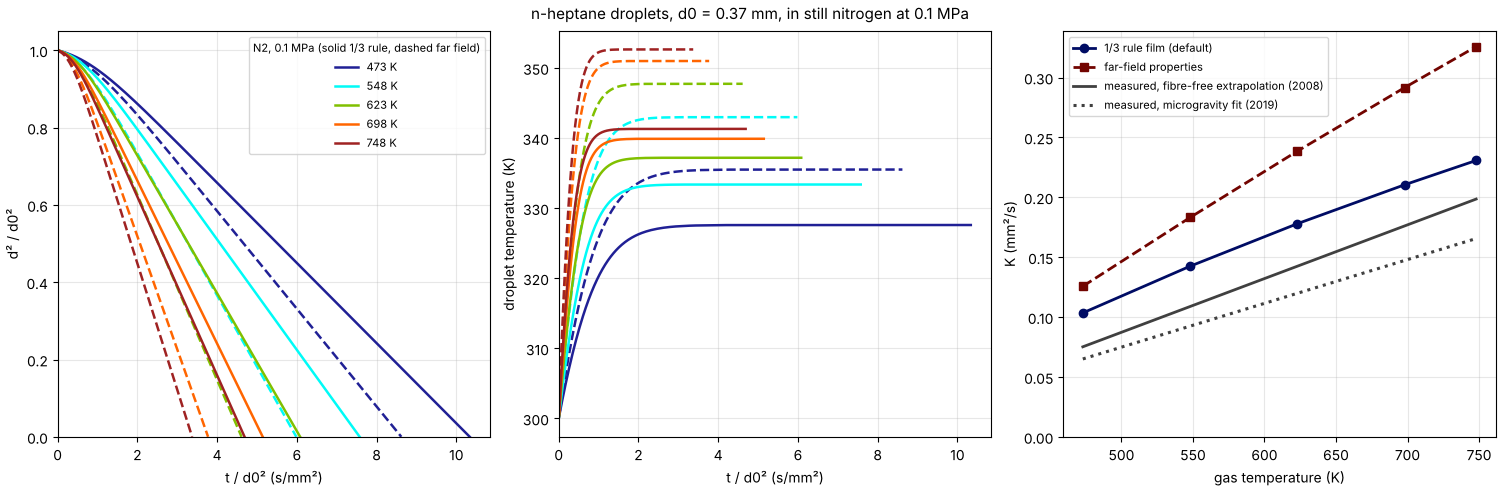 n-heptane droplets, d0 = 0.37 mm, in still nitrogen at 0.1 MPa
d² / d0²
1.0
0.8
0.6
0.4
0.2
0.0
N2, 0.1 MPa (solid 1/3 rule, dashed far field)
473 K
548 K
623 K
698 K
748 K
0 2 4 6 8 10
t / d0² (s/mm²)
droplet temperature (K)
350
340
330
320
310
300
0 2 4 6 8 10
t / d0² (s/mm²)
K (mm²/s)
0.30
0.25
0.20
0.15
0.10
0.05
0.00
1/3 rule film (default)
far-field properties
measured, fibre-free extrapolation (2008)
measured, microgravity fit (2019)
500 550 600 650 700 750
gas temperature (K)